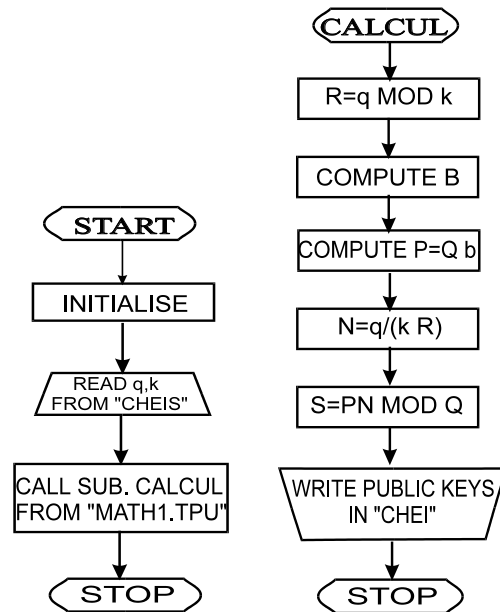 START
INITIALISE
READ q,k
FROM "CHEIS"
CALL SUB. CALCUL
FROM "MATH1.TPU"
STOP
CALCUL
R=q MOD k
COMPUTE B
COMPUTE P=Q b
N=q/(k R)
S=PN MOD Q
WRITE PUBLIC KEYS
IN "CHEI"
STOP